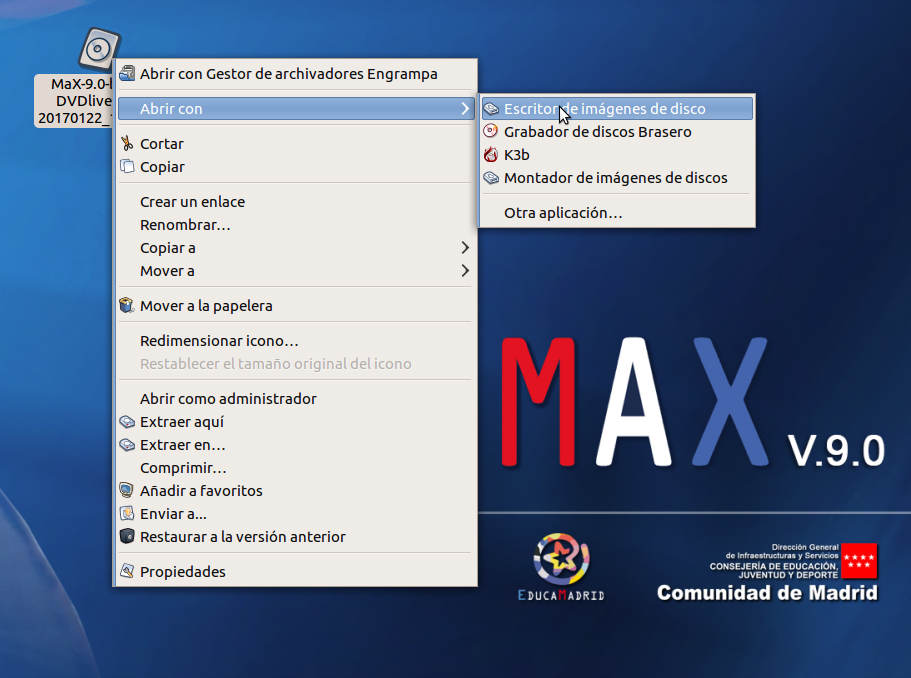 MaX-9.0-
DVDlive
20170122_
Abrir con Gestor de archivadores Engrampa
Abrir con
Cortar
Copiar
Crear un enlace
Renombrar...
Copiar a
Mover a
Mover a la papelera
Redimensionar icono...
Restablecer el tamaño original del icono
Abrir como administrador
Extraer aquí
Extraer en...
Comprimir...
Añadir a favoritos
Enviar a...
Restaurar a la versión anterior
Propiedades
Escritor de imágenes de disco
Grabador de discos Brasero
K3b
Montador de imágenes de discos
Otra aplicación...
MAX V.9.0
EDUCAMADRID
Dirección General
de Infraestructuras y Servicios
CONSEJERÍA DE EDUCACIÓN,
JUVENTUD Y DEPORTE
Comunidad de Madrid